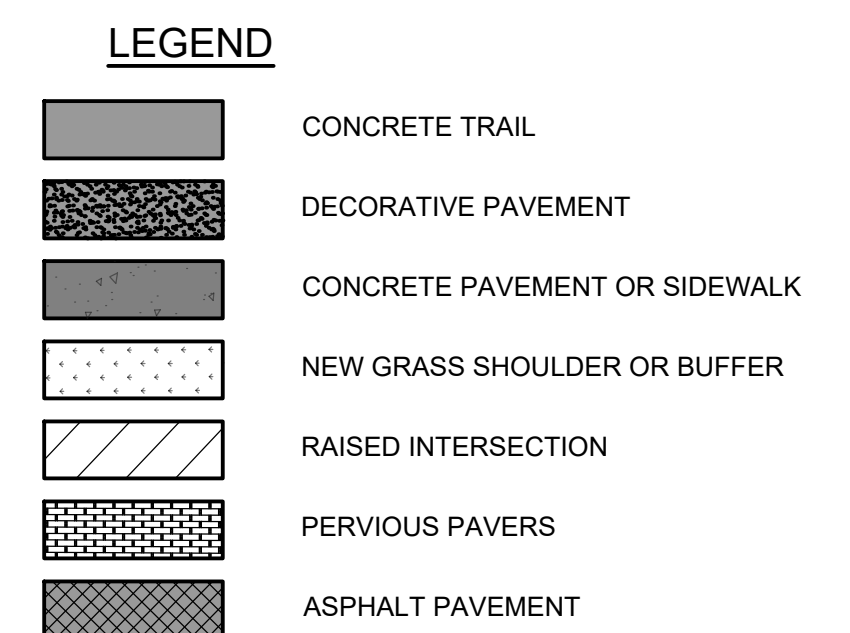 LEGEND
CONCRETE TRAIL
DECORATIVE PAVEMENT
CONCRETE PAVEMENT OR SIDEWALK
NEW GRASS SHOULDER OR BUFFER
RAISED INTERSECTION
PERVIOUS PAVERS
ASPHALT PAVEMENT